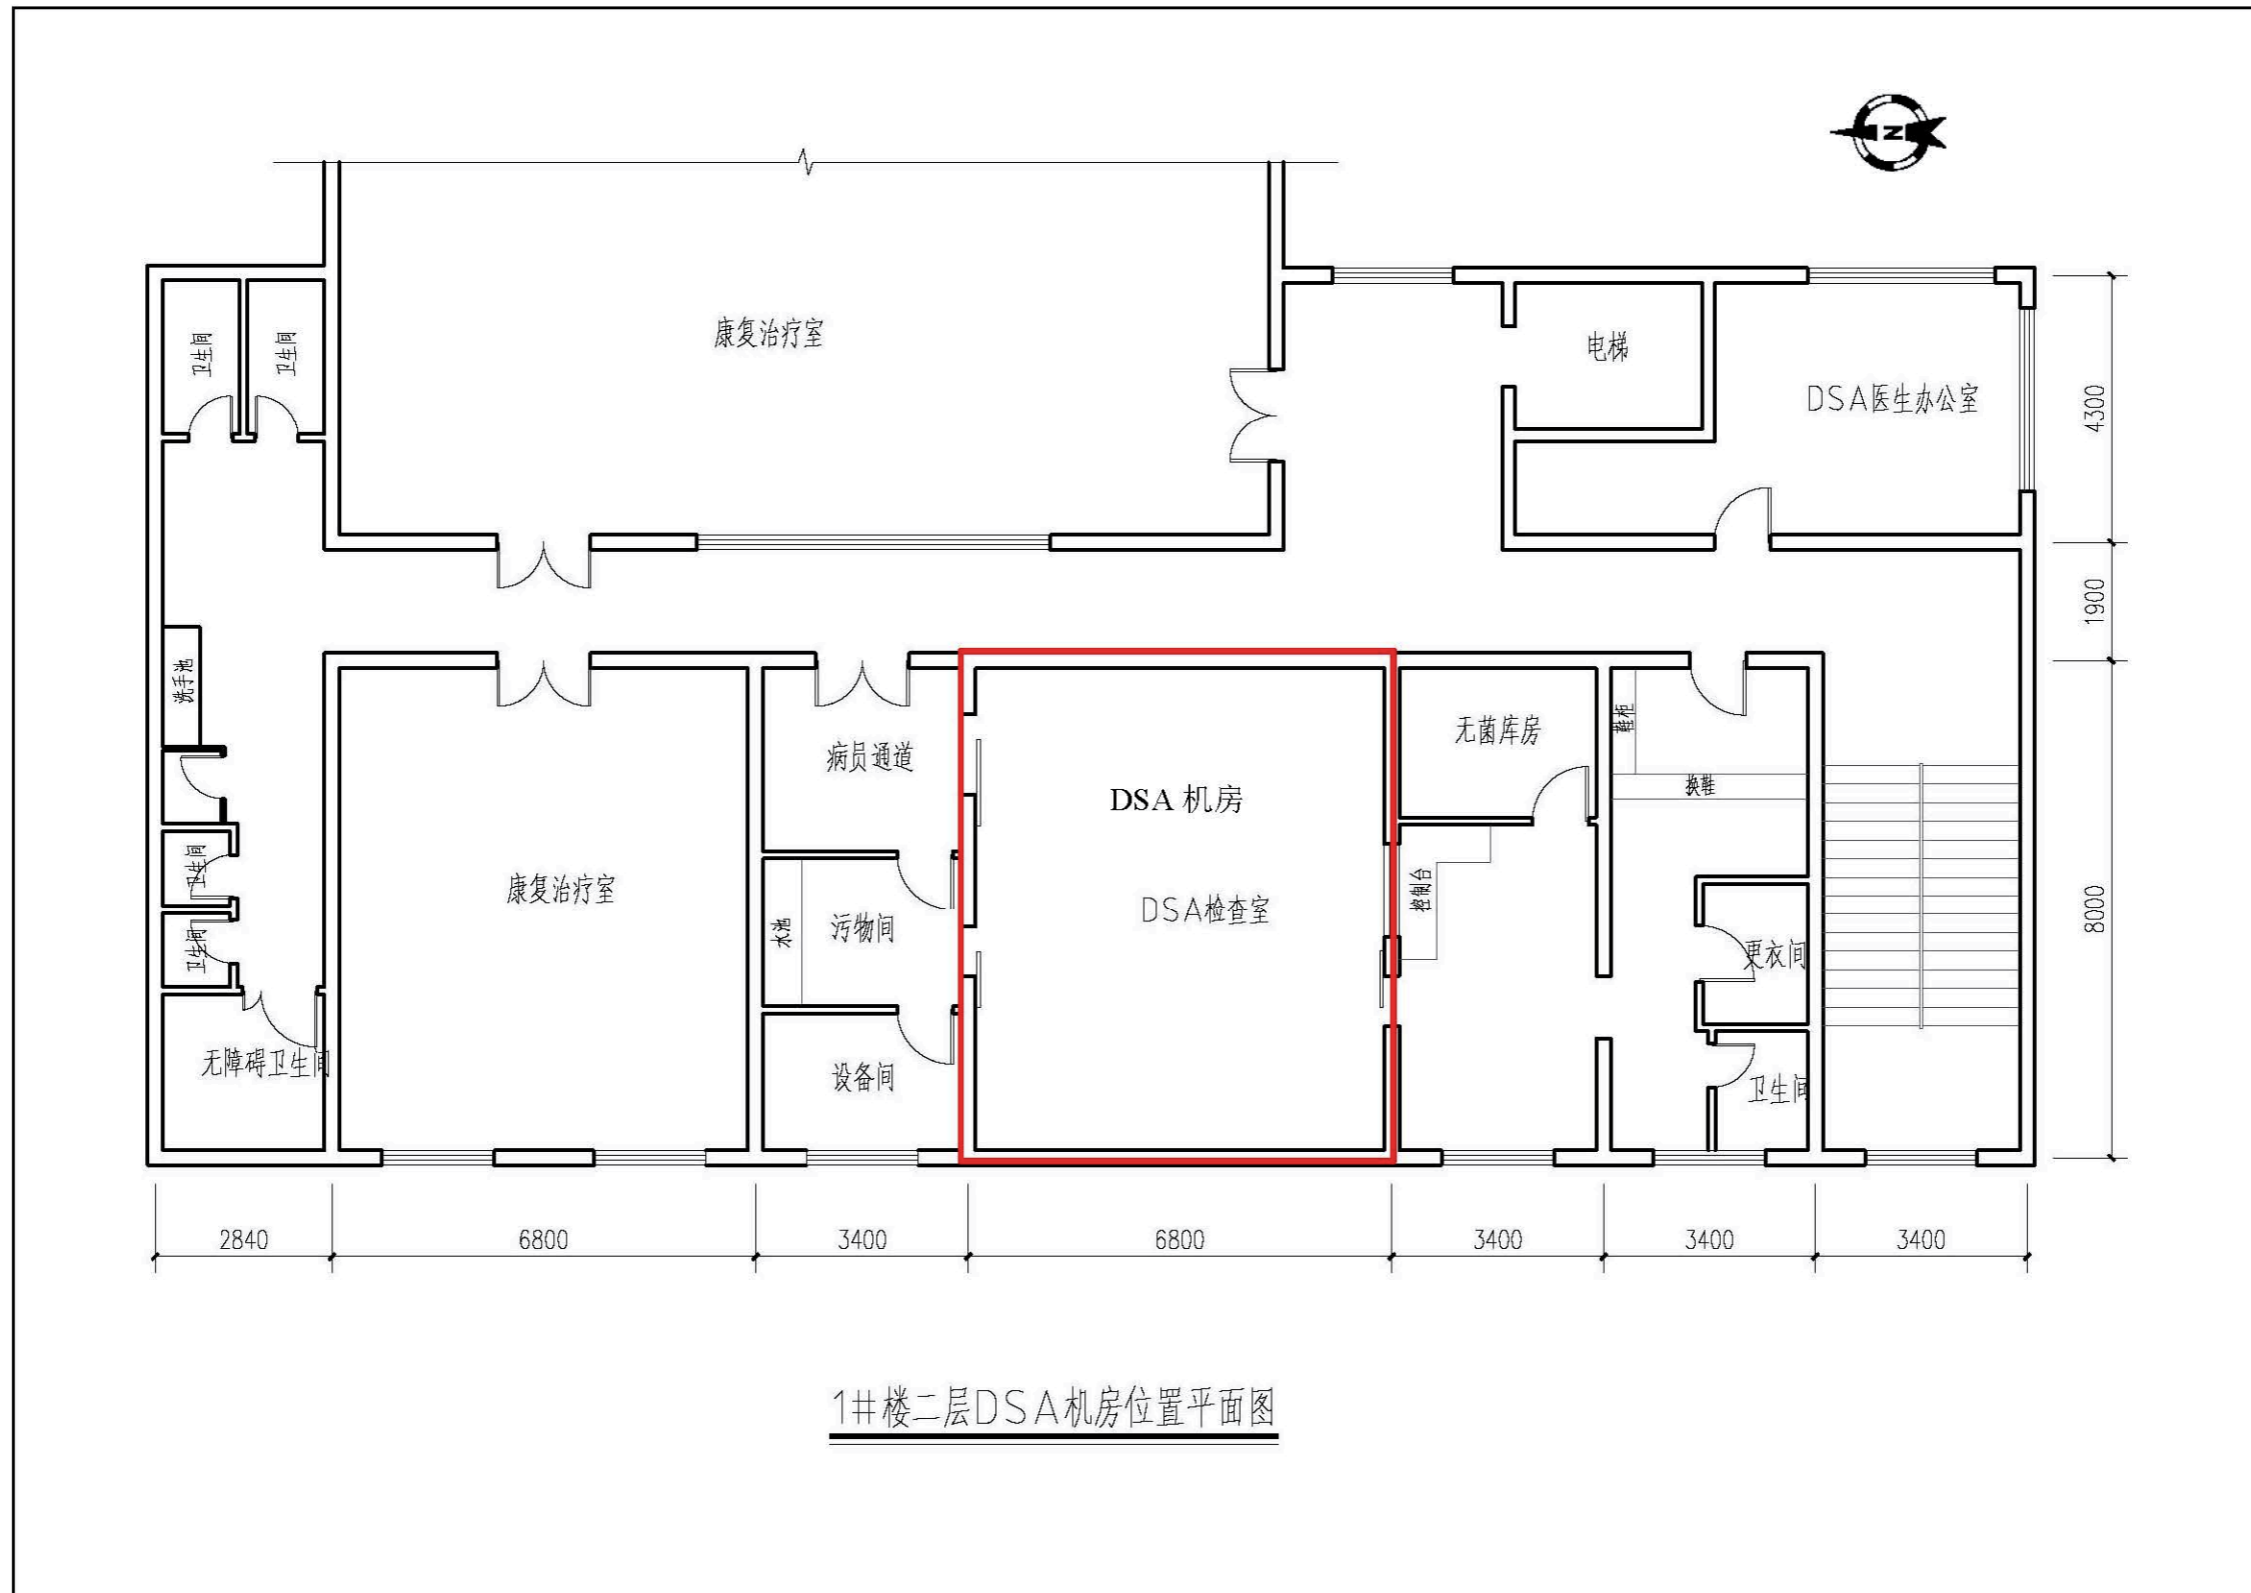 N
康复治疗室
卫生间
卫生间
电梯
DSA医生办公室
4300
1900
洗手池
病员通道
无菌库房
鞋柜
换鞋
DSA 机房
卫生间
康复治疗室
水池
污物间
DSA检查室
控制台
8000
卫生间
更衣间
无障碍卫生间
设备间
卫生间
2840
6800
3400
6800
3400
3400
3400
1#楼二层DSA机房位置平面图